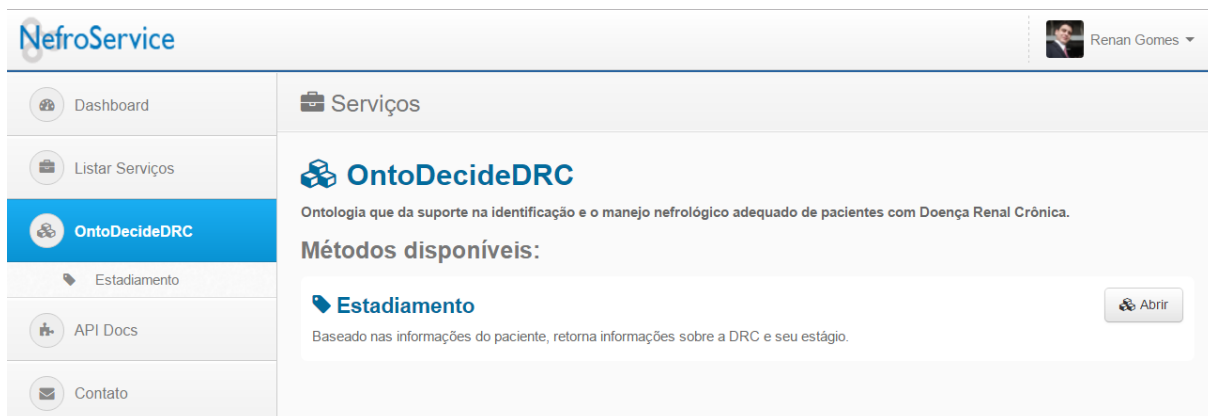 NefroService
Renan Gomes
Dashboard
Listar Serviços
OntoDecideDRC
Estadiamento
API Docs
Contato
Serviços
OntoDecideDRC
Ontologia que da suporte na identificação e o manejo nefrológico adequado de pacientes com Doença Renal Crônica.
Métodos disponíveis:
Estadiamento
Abrir
Baseado nas informações do paciente, retorna informações sobre a DRC e seu estágio.